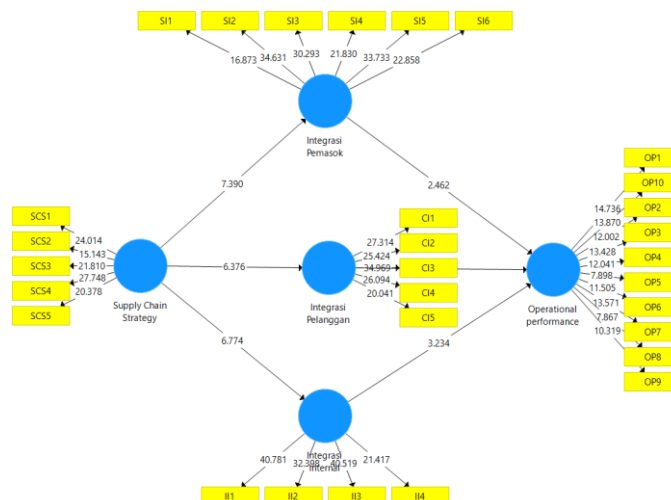 SI1 SI2 SI3 SI4 SI5 SI6
16.873 34.631 30.293 21.830 33.733 22.858
Integrasi
Pemasok
7.390
2.462
SCS1
SCS2
SCS3
SCS4
SCS5
24.014
15.143
21.810
27.748
20.378
Supply Chain
Strategy
6.376
Integrasi
Pelanggan
27.314
25.424
34.969
26.094
20.041
CI1
CI2
CI3
CI4
CI5
6.774
3.234
Integrasi
Internal
40.781 32.398 40.519 21.417
II1 II2 II3 II4
Operational
performance
14.736
13.870
12.002
13.428
12.041
7.898
11.505
13.571
7.867
10.319
OP1
OP10
OP2
OP3
OP4
OP5
OP6
OP7
OP8
OP9